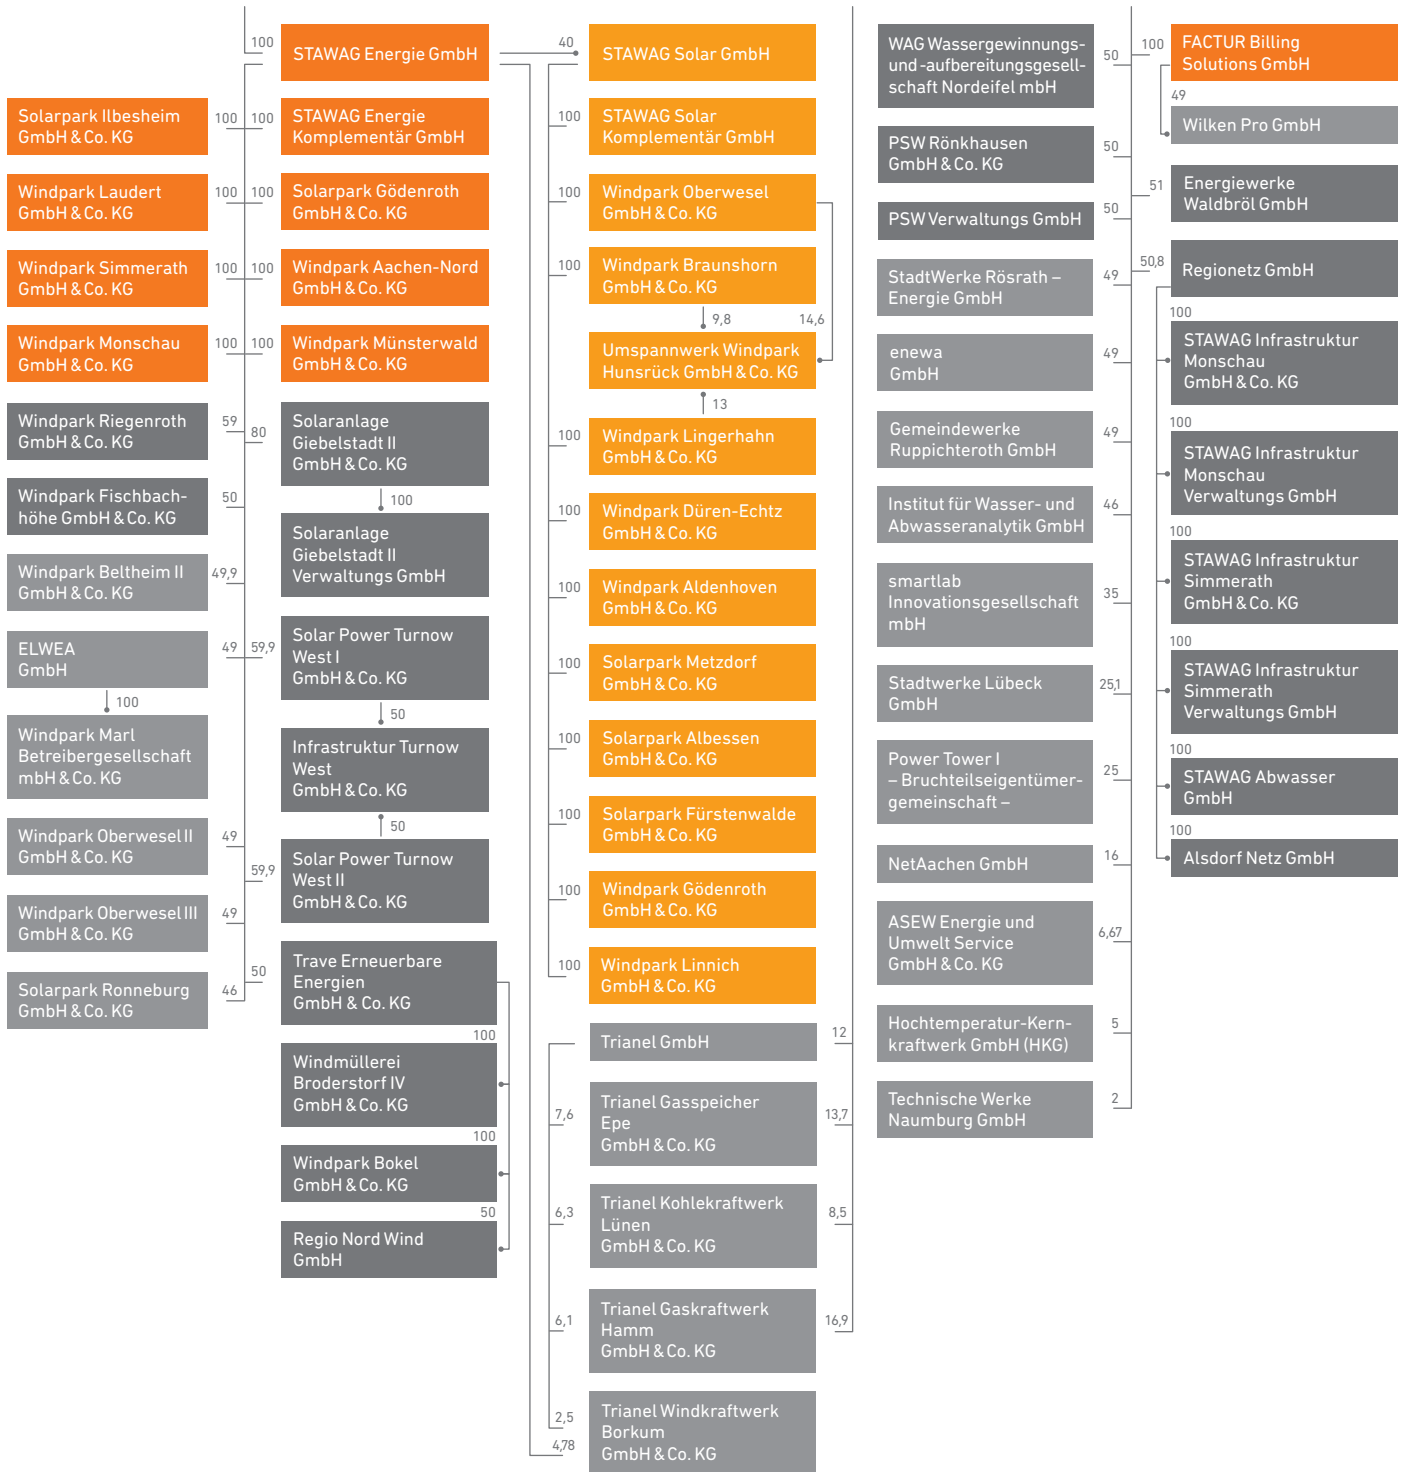 100
STAWAG Energie GmbH
40
STAWAG Solar GmbH
Solarpark Ilbesheim
GmbH & Co. KG
100
100
STAWAG Energie
Komplementär GmbH
100
STAWAG Solar
Komplementär GmbH
Windpark Laudert
GmbH & Co. KG
100
100
Solarpark Gödenroth
GmbH & Co. KG
100
Windpark Oberwesel
GmbH & Co. KG
Windpark Simmerath
GmbH & Co. KG
100
100
Windpark Aachen-Nord
GmbH & Co. KG
100
Windpark Braunshorn
GmbH & Co. KG
9,8
14,6
Windpark Monschau
GmbH & Co. KG
100
100
Windpark Münsterwald
GmbH & Co. KG
Umspannwerk Windpark
Hunsrück GmbH & Co. KG
13
Windpark Riegenroth
GmbH & Co. KG
59
80
Solaranlage
Giebelstadt II
GmbH & Co. KG
100
100
Windpark Lingerhahn
GmbH & Co. KG
Windpark Fischbach-
höhe GmbH & Co. KG
50
Solaranlage
Giebelstadt II
Verwaltungs GmbH
100
Windpark Düren-Echtz
GmbH & Co. KG
Windpark Beltheim II
GmbH & Co. KG
49,9
100
Windpark Aldenhoven
GmbH & Co. KG
ELWEA
GmbH
49
100
59,9
Solar Power Turnow
West I
GmbH & Co. KG
50
100
Solarpark Metzdorf
GmbH & Co. KG
Windpark Marl
Betreibergesellschaft
mbH & Co. KG
Infrastruktur Turnow
West
GmbH & Co. KG
50
100
Solarpark Albessen
GmbH & Co. KG
Windpark Oberwesel II
GmbH & Co. KG
49
59,9
Solar Power Turnow
West II
GmbH & Co. KG
100
Solarpark Fürstenwalde
GmbH & Co. KG
Windpark Oberwesel III
GmbH & Co. KG
49
100
Windpark Gödenroth
GmbH & Co. KG
Solarpark Ronneburg
GmbH & Co. KG
46
50
Trave Erneuerbare
Energien
GmbH & Co. KG
100
Windpark Linnich
GmbH & Co. KG
100
Windmüllerei
Broderstorf IV
GmbH & Co. KG
100
Windpark Bokel
GmbH & Co. KG
50
Regio Nord Wind
GmbH
Trianel GmbH
12
7,6
Trianel Gasspeicher
Epe
GmbH & Co. KG
13,7
6,3
Trianel Kohlekraftwerk
Lünen
GmbH & Co. KG
8,5
6,1
Trianel Gaskraftwerk
Hamm
GmbH & Co. KG
16,9
2,5
4,78
Trianel Windkraftwerk
Borkum
GmbH & Co. KG
WAG Wassergewinnungs-
und -aufbereitungsgesell-
schaft Nordeifel mbH
50
PSW Rönkhausen
GmbH & Co. KG
50
PSW Verwaltungs GmbH
50
StadtWerke Rösrath –
Energie GmbH
49
enewa
GmbH
49
Gemeindewerke
Ruppichteroth GmbH
49
Institut für Wasser- und
Abwasseranalytik GmbH
46
smartlab
Innovationsgesellschaft
mbH
35
Stadtwerke Lübeck
GmbH
25,1
Power Tower I
– Bruchteilseigentümer-
gemeinschaft –
25
NetAachen GmbH
16
ASEW Energie und
Umwelt Service
GmbH & Co. KG
6,67
Hochtemperatur-Kern-
kraftwerk GmbH (HKG)
5
Technische Werke
Naumburg GmbH
2
100
FACTUR Billing
Solutions GmbH
49
Wilken Pro GmbH
51
Energiewerke
Waldbröl GmbH
50,8
Regionetz GmbH
100
STAWAG Infrastruktur
Monschau
GmbH & Co. KG
100
STAWAG Infrastruktur
Monschau
Verwaltungs GmbH
100
STAWAG Infrastruktur
Simmerath
GmbH & Co. KG
100
STAWAG Infrastruktur
Simmerath
Verwaltungs GmbH
100
STAWAG Abwasser
GmbH
100
Alsdorf Netz GmbH